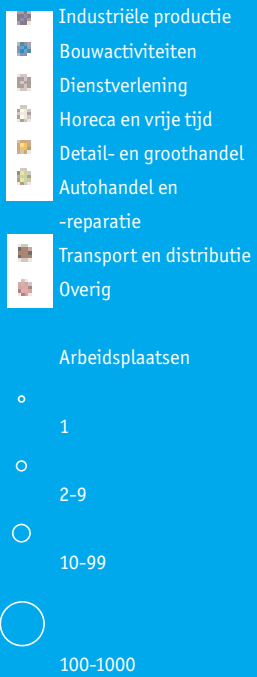 Industriële productie
Bouwactiviteiten
Dienstverlening
Horeca en vrije tijd
Detail- en groothandel
Autohandel en
-reparatie
Transport en distributie
Overig
Arbeidsplaatsen
1
2-9
10-99
100-1000